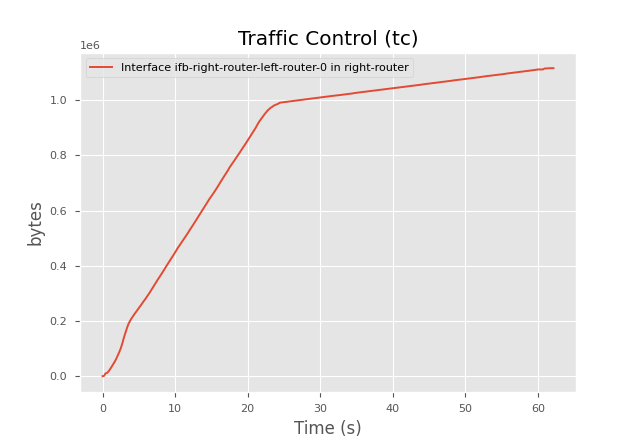 Traffic Control (tc)
1e6
Interface ifb-right-router-left-router-0 in right-router
1.0
0.8
0.6
0.4
0.2
0.0
bytes
0 10 20 30 40 50 60
Time (s)